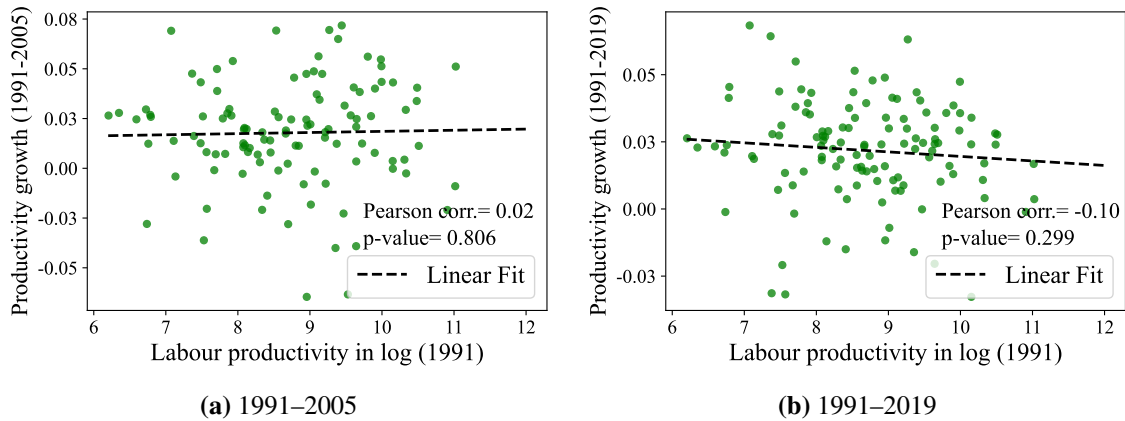 Productivity growth (1991-2005)
0.08
0.05
0.03
0.00
-0.03
-0.05
Pearson corr.= 0.02
p-value= 0.806
Linear Fit
6 7 8 9 10 11 12
Labour productivity in log (1991)
(a) 1991–2005
Productivity growth (1991-2019)
0.05
0.03
0.00
-0.03
Pearson corr.= -0.10
p-value= 0.299
Linear Fit
6 7 8 9 10 11 12
Labour productivity in log (1991)
(b) 1991–2019